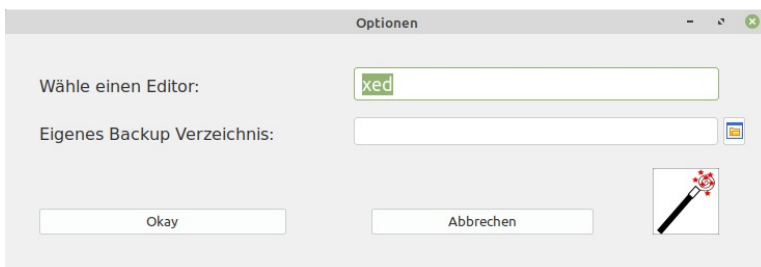 Optionen
Wähle einen Editor:
xed
Eigenes Backup Verzeichnis:
Okay
Abbrechen